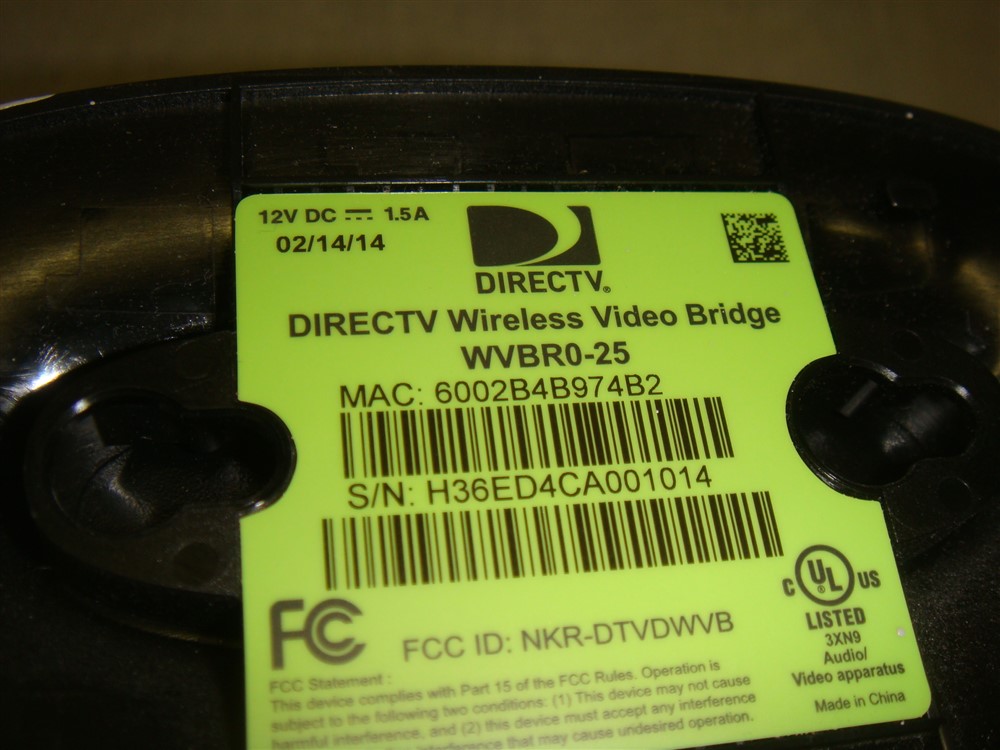 12V DC 1.5A
02/14/14
DIRECTV®
DIRECTV Wireless Video Bridge
WVBR0-25
MAC: 6002B4B974B2
S/N: H36ED4CA001014
FC
FCC ID: NKR-DTVDWVB
C UL® US
LISTED
3XN9
Audio/
Video apparatus
Made in China
FCC Statement :
This device complies with Part 15 of the FCC Rules. Operation is
subject to the following two conditions: (1) This device may not cause
harmful interference, and (2) this device must accept any interference
interference that may cause undesired operation.